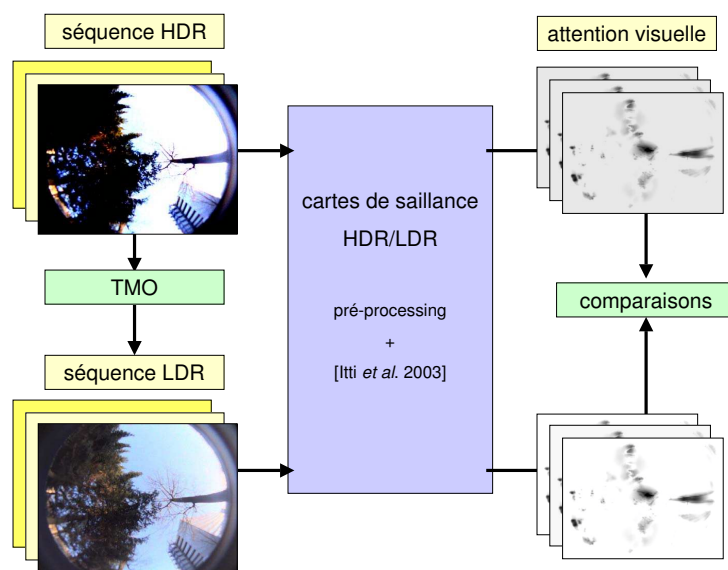 séquence HDR
attention visuelle
cartes de saillance
HDR/LDR
pré-processing
+
[Itti et al. 2003]
TMO
comparaisons
séquence LDR